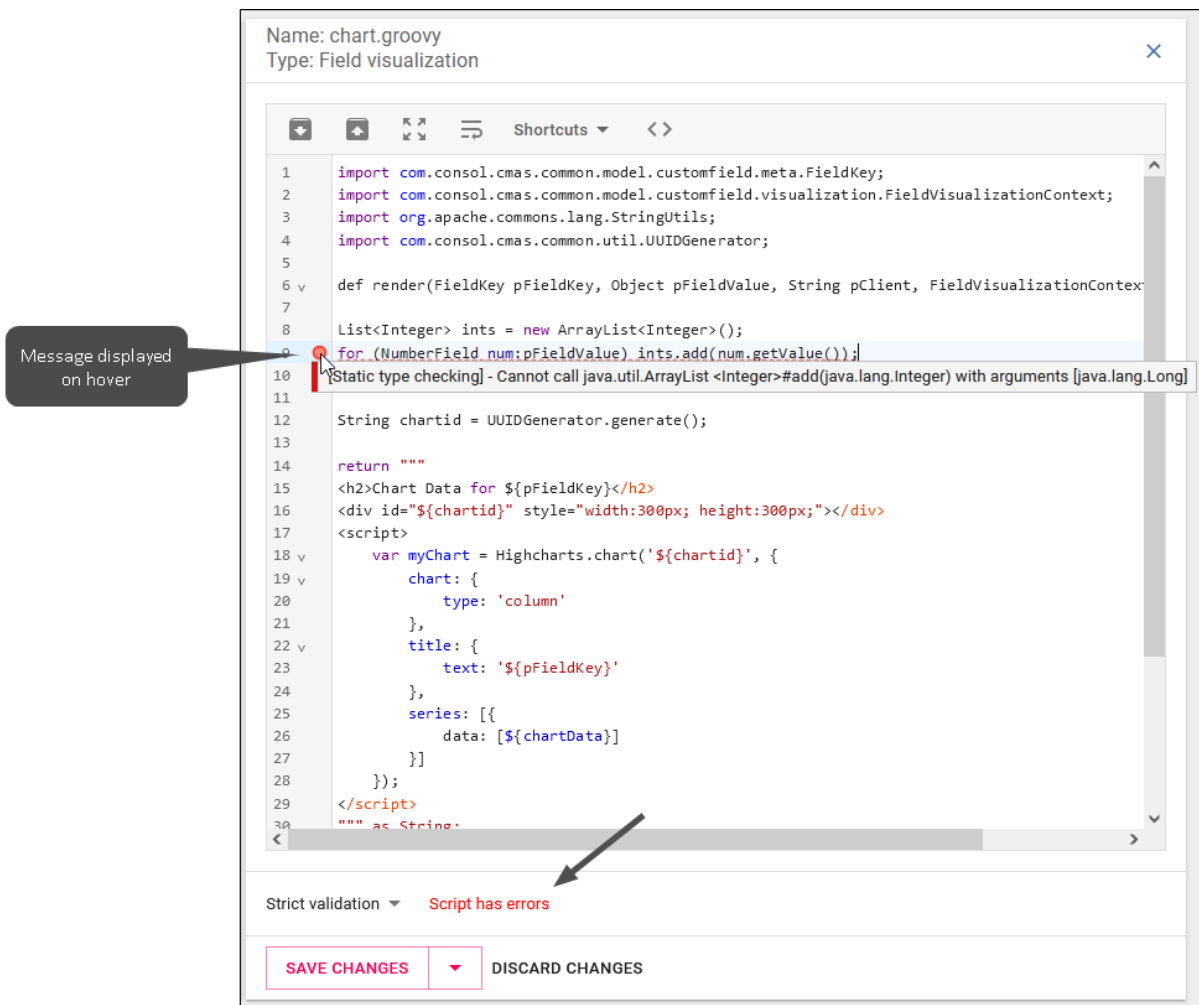 Name: chart.groovy
Type: Field visualization
Shortcuts
1 import com.consol.cmas.common.model.customfield.meta.FieldKey;
2 import com.consol.cmas.common.model.customfield.visualization.FieldVisualizationContext;
3 import org.apache.commons.lang.StringUtils;
4 import com.consol.cmas.common.util.UUIDGenerator;
5
6 def render(FieldKey pFieldKey, Object pFieldValue, String pClient, FieldVisualizationContex
7
8 List<Integer> ints = new ArrayList<Integer>();
Message displayed
on hover
9 for (NumberField num:pFieldValue) ints.add(num.getValue());
10 [Static type checking] - Cannot call java.util.ArrayList <Integer>#add(java.lang.Integer) with arguments [java.lang.Long]
11
12 String chartid = UUIDGenerator.generate();
13
14 return """
15 <h2>Chart Data for ${pFieldKey}</h2>
16 <div id="${chartid}" style="width:300px; height:300px;"></div>
17 <script>
18 var myChart = Highcharts.chart('${chartid}', {
19 chart: {
20 type: 'column'
21 },
22 title: {
23 text: '${pFieldKey}'
24 },
25 series: [{
26 data: [${chartData}]
27 }]
28 });
29 </script>
30 """ as String;
Strict validation
Script has errors
SAVE CHANGES
DISCARD CHANGES